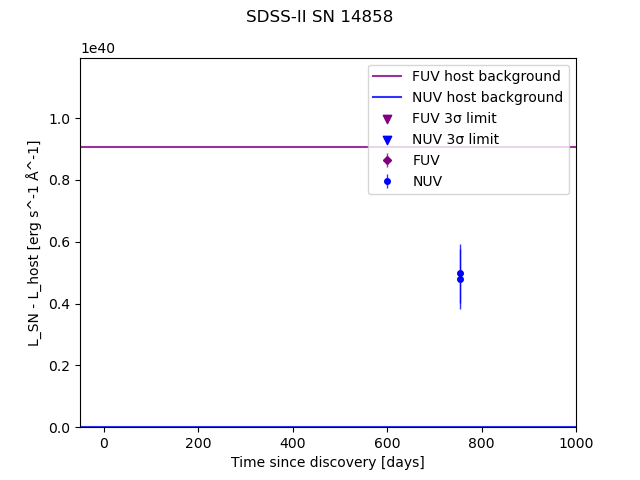 SDSS-II SN 14858
1e40
L_SN - L_host [erg s^-1 Å^-1]
1.0
0.8
0.6
0.4
0.2
0.0
FUV host background
NUV host background
FUV 3σ limit
NUV 3σ limit
FUV
NUV
0 200 400 600 800 1000
Time since discovery [days]